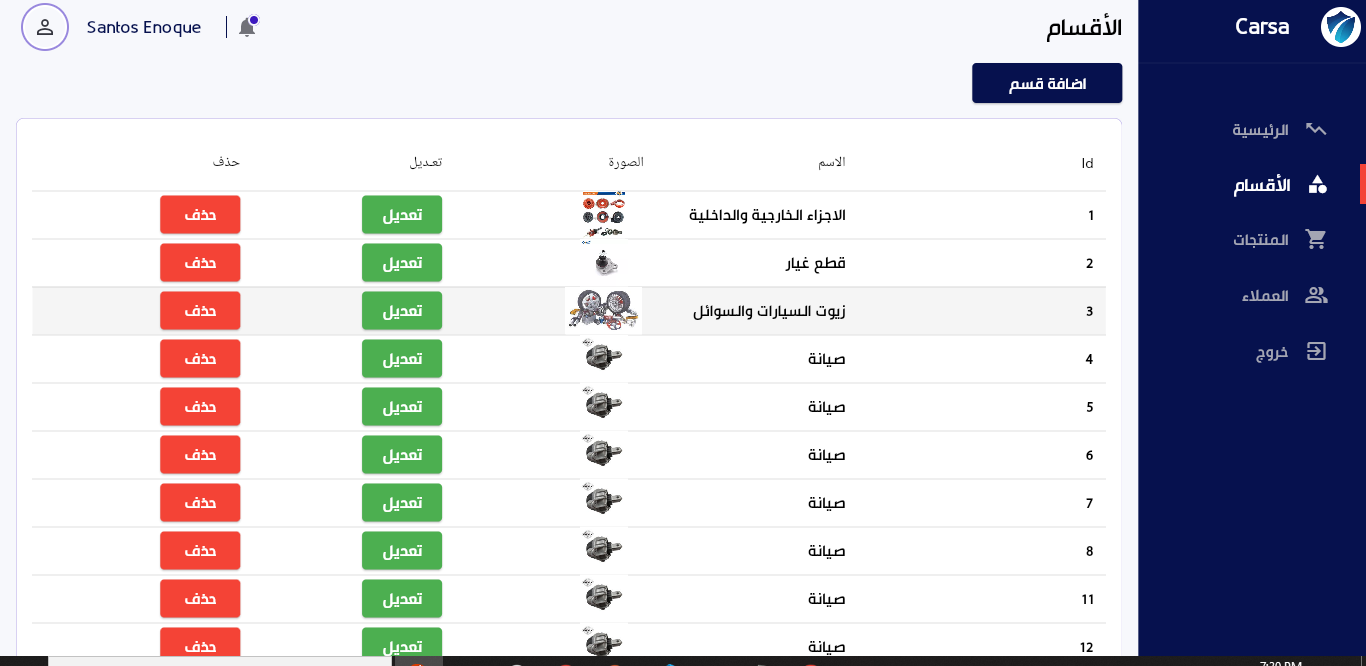 Carsa
الرئيسية
الأقسام
المنتجات
العملاء
خروج
الأقسام
Santos Enoque
اضافة قسم
Id الاسم الصورة تعديل حذف
1 الاجزاء الخارجية والداخلية تعديل حذف
2 قطع غيار تعديل حذف
3 زيوت السيارات والسوائل تعديل حذف
4 صيانة تعديل حذف
5 صيانة تعديل حذف
6 صيانة تعديل حذف
7 صيانة تعديل حذف
8 صيانة تعديل حذف
11 صيانة تعديل حذف
12 صيانة تعديل حذف